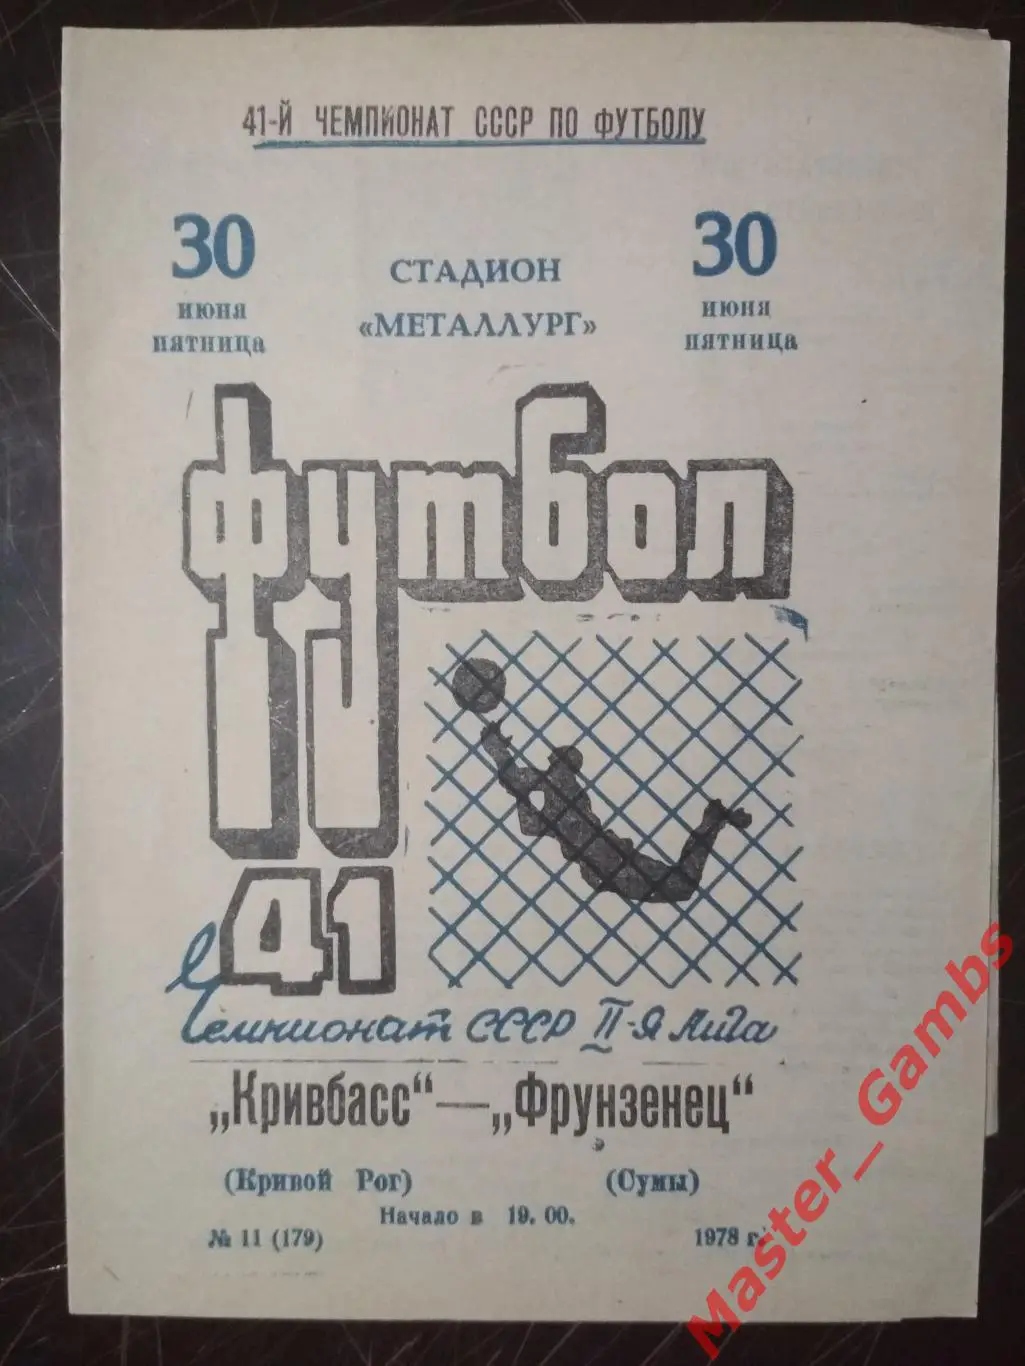 41-Й ЧЕМПИОНАТ СССР ПО ФУТБОЛУ
30
ИЮНЯ
ПЯТНИЦА
СТАДИОН
«МЕТАЛЛУРГ»
30
ИЮНЯ
ПЯТНИЦА
футбол
41
Чемпионат СССР II-я лига
„Кривбасс“—„Фрунзенец“
(Кривой Рог)
(Сумы)
Начало в 19.00.
№ 11 (179)
1978 г.
Master_Gambs